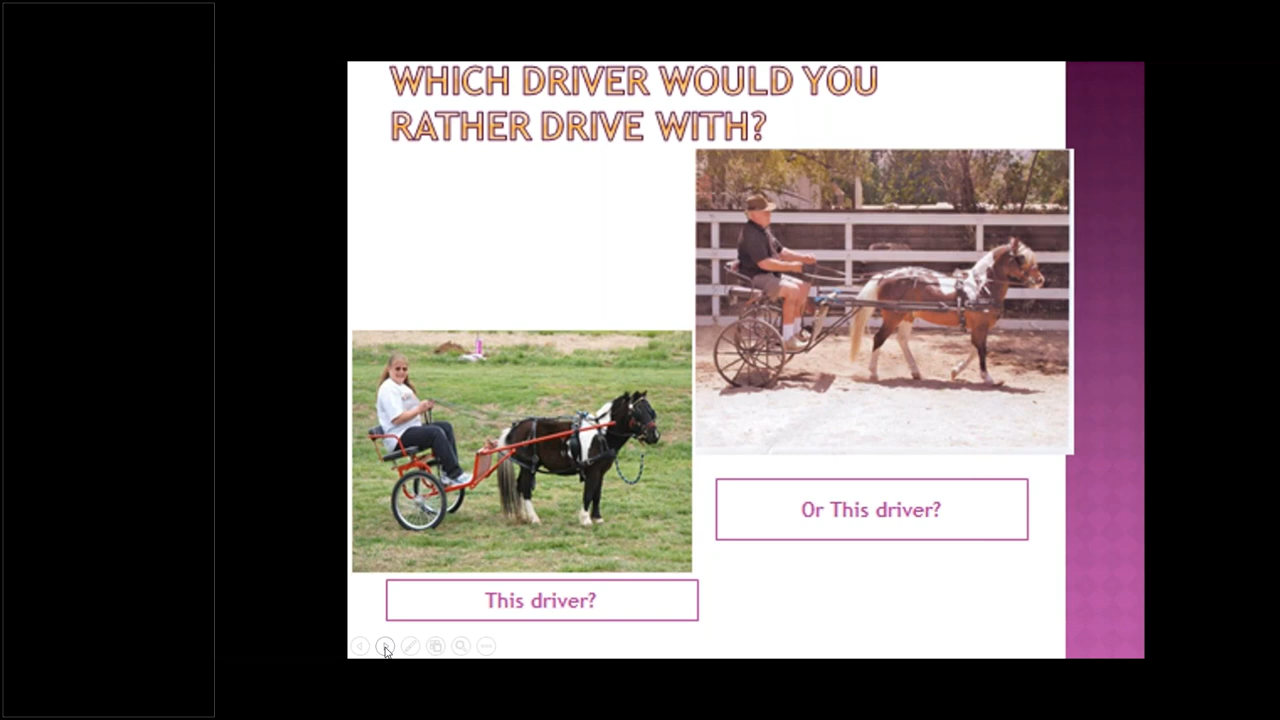 WHICH DRIVER WOULD YOU
RATHER DRIVE WITH?
Or This driver?
This driver?